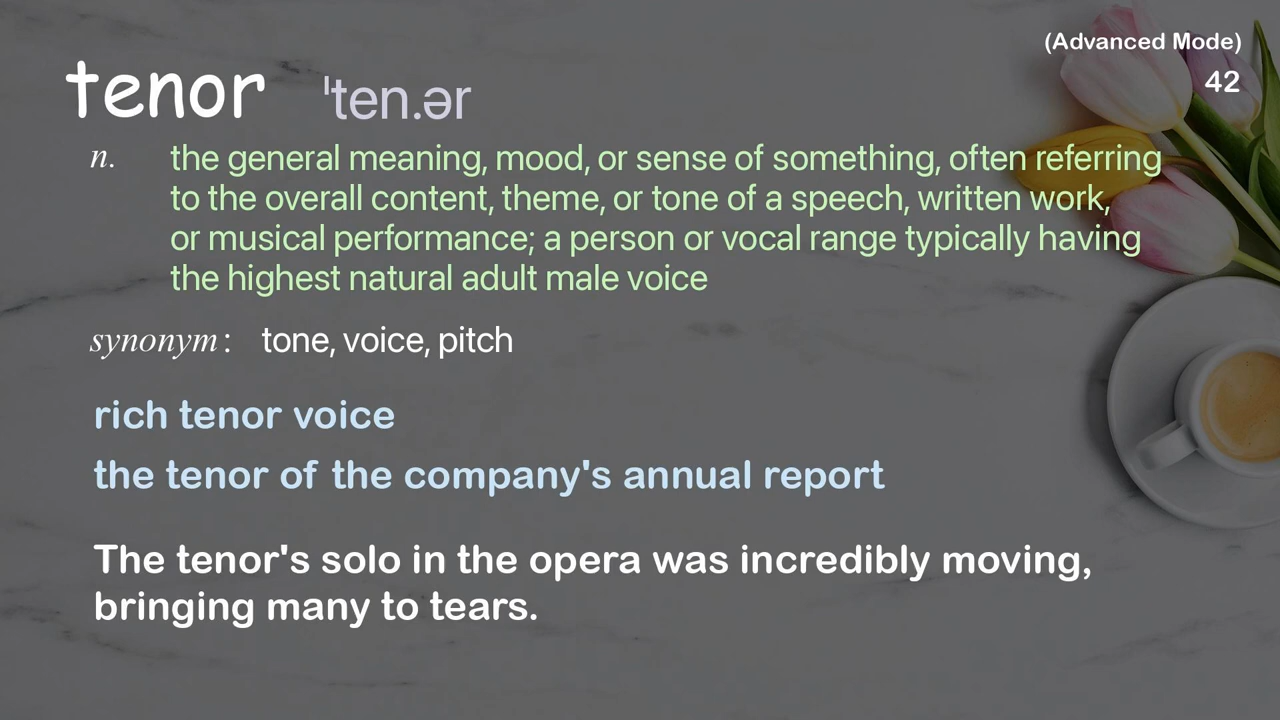 (Advanced Mode)
42
tenor ˈten.ər
n. the general meaning, mood, or sense of something, often referring
to the overall content, theme, or tone of a speech, written work,
or musical performance; a person or vocal range typically having
the highest natural adult male voice
synonym: tone, voice, pitch
rich tenor voice
the tenor of the company's annual report
The tenor's solo in the opera was incredibly moving,
bringing many to tears.